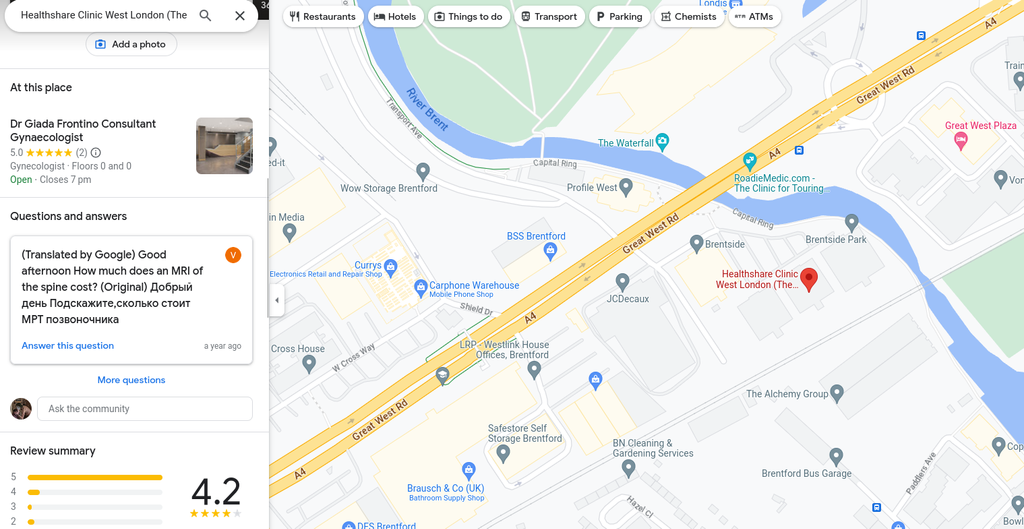 Healthshare Clinic West London (The
Add a photo
At this place
Dr Giada Frontino Consultant
Gynaecologist
5.0
(2)
Gynecologist · Floors 0 and 0
Open · Closes 7 pm
Questions and answers
(Translated by Google) Good
afternoon How much does an MRI of
the spine cost? (Original) Добрый
день Подскажите,сколько стоит
МРТ позвоночника
V
Answer this question
a year ago
More questions
Ask the community
Review summary
5
4
3
2
4.2
Restaurants
Hotels
Things to do
Transport
Parking
Chemists
ATMs
Londis
River Brent
Transport Ave
Great West Rd
A4
Great West Plaza
The Waterfall
A4
Capital Ring
RoadieMedic.com -
The Clinic for Touring...
Wow Storage Brentford
Profile West
Capital Ring
Great West Rd
BSS Brentford
Brentside
Brentside Park
in Media
Currys
Electronics Retail and Repair Shop
Carphone Warehouse
Mobile Phone Shop
Healthshare Clinic
West London (The...
JCDecaux
Shield Dr
A4
Cross House
W Cross Way
LRP - Westlink House
Offices, Brentford
The Alchemy Group
Great West Rd
Safestore Self
Storage Brentford
BN Cleaning &
Gardening Services
Brentford Bus Garage
Paddlers Ave
A4
Brausch & Co (UK)
Bathroom Supply Shop
Hazel Cl
DFS Brentford
A4